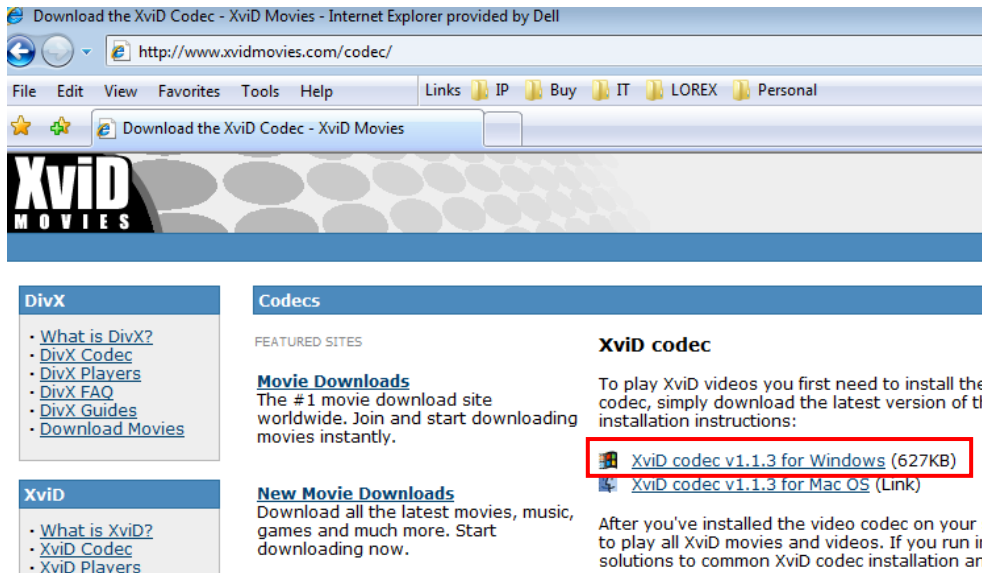 Download the XviD Codec - XviD Movies - Internet Explorer provided by Dell
http://www.xvidmovies.com/codec/
File Edit View Favorites Tools Help Links IP Buy IT LOREX Personal
Download the XviD Codec - XviD Movies
XviD
MOVIES
DivX
· What is DivX?
· DivX Codec
· DivX Players
· DivX FAQ
· DivX Guides
· Download Movies
XviD
· What is XviD?
· XviD Codec
· XviD Players
Codecs
FEATURED SITES
Movie Downloads
The #1 movie download site
worldwide. Join and start downloading
movies instantly.
New Movie Downloads
Download all the latest movies, music,
games and much more. Start
downloading now.
XviD codec
To play XviD videos you first need to install the
codec, simply download the latest version of
installation instructions:
XviD codec v1.1.3 for Windows (627KB)
XviD codec v1.1.3 for Mac OS (Link)
After you've installed the video codec on your
to play all XviD movies and videos. If you run
solutions to common XviD codec installation